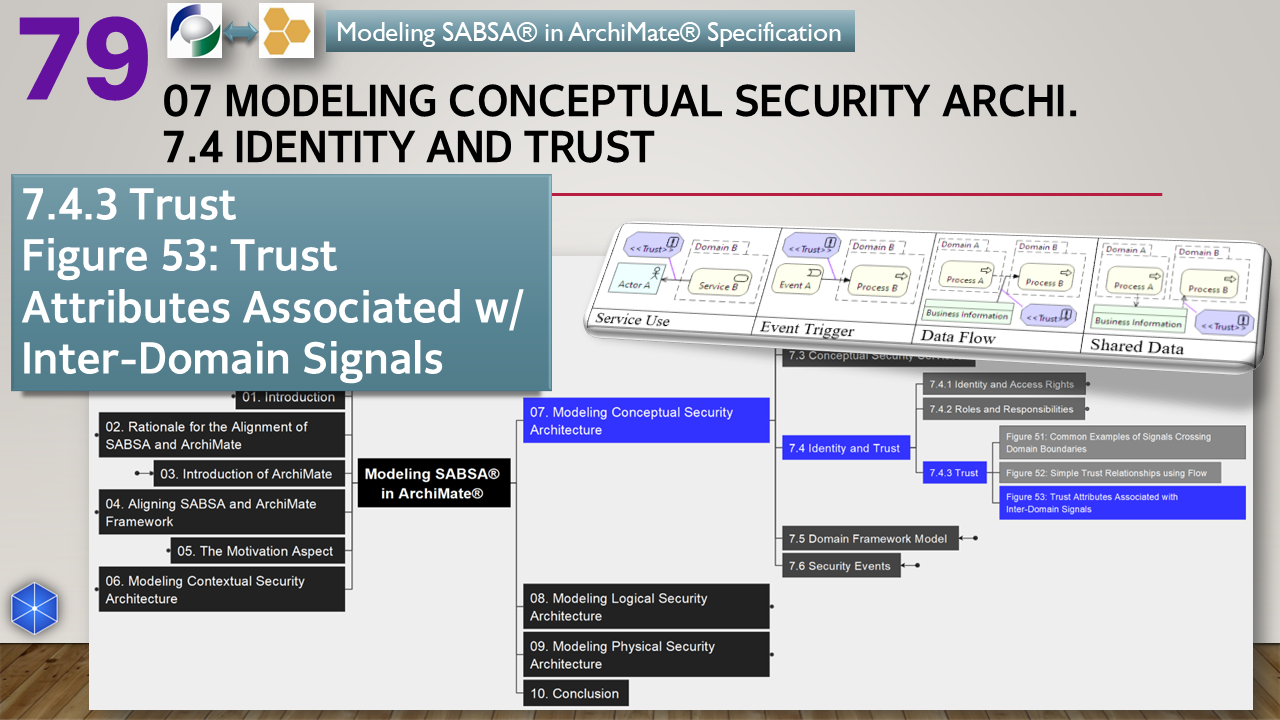 79
Modeling SABSA® in ArchiMate® Specification
07 MODELING CONCEPTUAL SECURITY ARCHI.
7.4 IDENTITY AND TRUST
7.4.3 Trust
Figure 53: Trust
Attributes Associated w/
Inter-Domain Signals
<<Trust>>
Domain B
Actor A
Service B
Service Use
<<Trust>>
Domain B
Event A
Process B
Event Trigger
Domain A
Domain B
Process A
Process B
Business Information
<<Trust>>
Data Flow
Domain A
Domain B
Process A
Process B
Business Information
<<Trust>>
Shared Data
01. Introduction
02. Rationale for the Alignment of
SABSA and ArchiMate
03. Introduction of ArchiMate
04. Aligning SABSA and ArchiMate
Framework
05. The Motivation Aspect
06. Modeling Contextual Security
Architecture
Modeling SABSA®
in ArchiMate®
07. Modeling Conceptual Security
Architecture
7.3 Conceptual Security
7.4 Identity and Trust
7.4.1 Identity and Access Rights
7.4.2 Roles and Responsibilities
7.4.3 Trust
Figure 51: Common Examples of Signals Crossing
Domain Boundaries
Figure 52: Simple Trust Relationships using Flow
Figure 53: Trust Attributes Associated with
Inter-Domain Signals
7.5 Domain Framework Model
7.6 Security Events
08. Modeling Logical Security
Architecture
09. Modeling Physical Security
Architecture
10. Conclusion